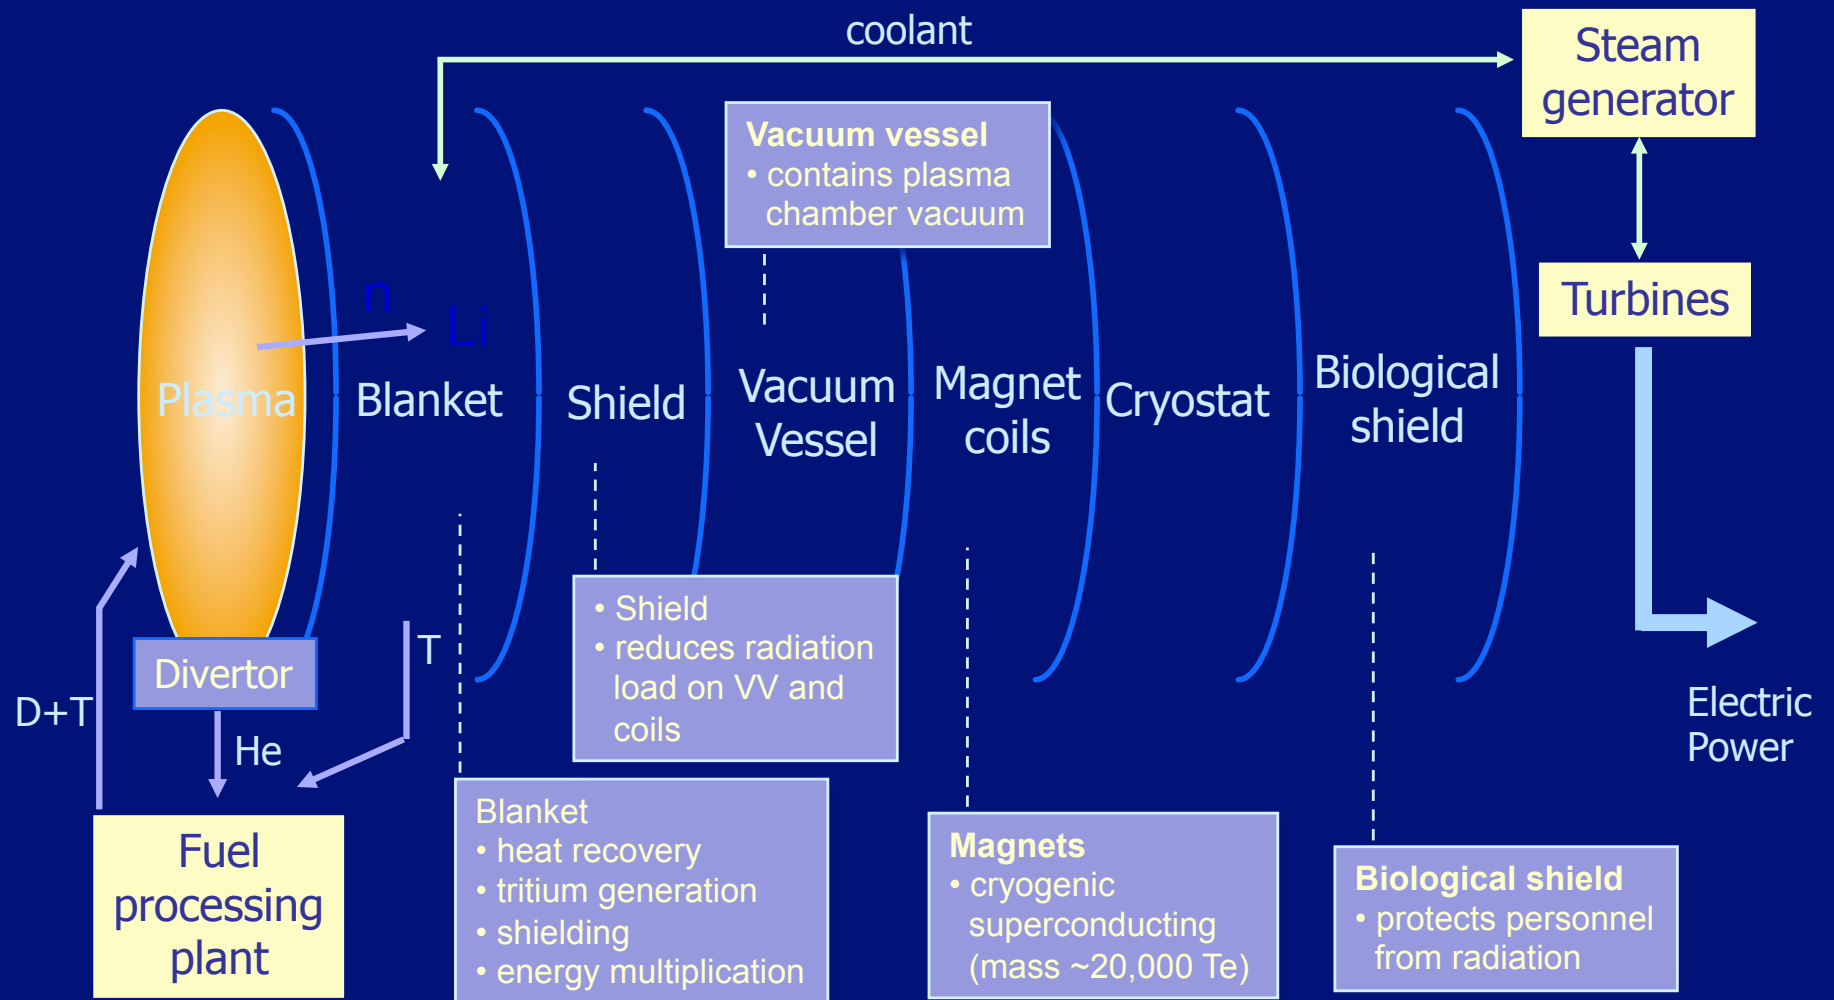 coolant
Steam
generator
Vacuum vessel
• contains plasma
chamber vacuum
n
Li
Turbines
Plasma
Blanket
Shield
Vacuum
Vessel
Magnet
coils
Cryostat
Biological
shield
• Shield
• reduces radiation
load on VV and
coils
T
Divertor
D+T
He
Electric
Power
Fuel
processing
plant
Blanket
• heat recovery
• tritium generation
• shielding
• energy multiplication
Magnets
• cryogenic
superconducting
(mass ~20,000 Te)
Biological shield
• protects personnel
from radiation